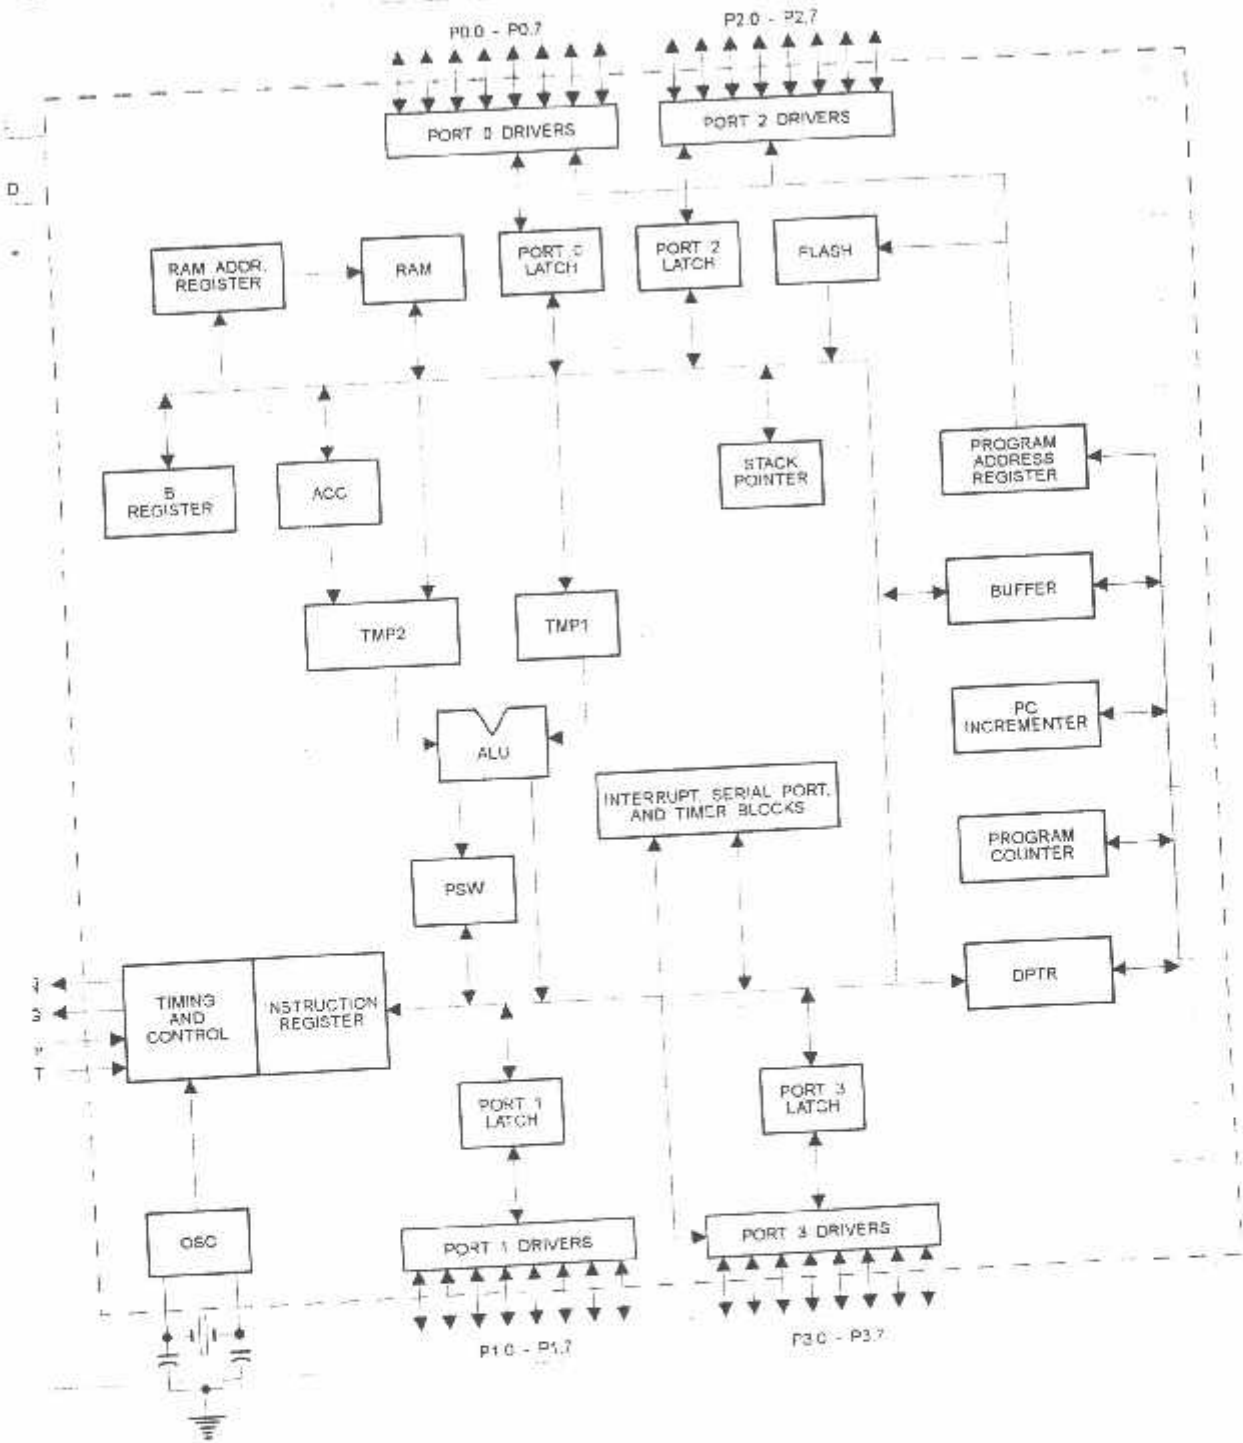 P0.0 - P0.7
P2.0 - P2.7
PORT 0 DRIVERS
PORT 2 DRIVERS
D
RAM ADDR.
REGISTER
RAM
PORT 0
LATCH
PORT 2
LATCH
FLASH
B
REGISTER
ACC
STACK
POINTER
PROGRAM
ADDRESS
REGISTER
BUFFER
TMP2
TMP1
PC
INCREMENTER
ALU
INTERRUPT, SERIAL PORT,
AND TIMER BLOCKS
PROGRAM
COUNTER
PSW
DPTR
TIMING
AND
CONTROL
INSTRUCTION
REGISTER
T
PORT 1
LATCH
PORT 3
LATCH
OSC
PORT 1 DRIVERS
PORT 3 DRIVERS
P1.0 - P1.7
P3.0 - P3.7